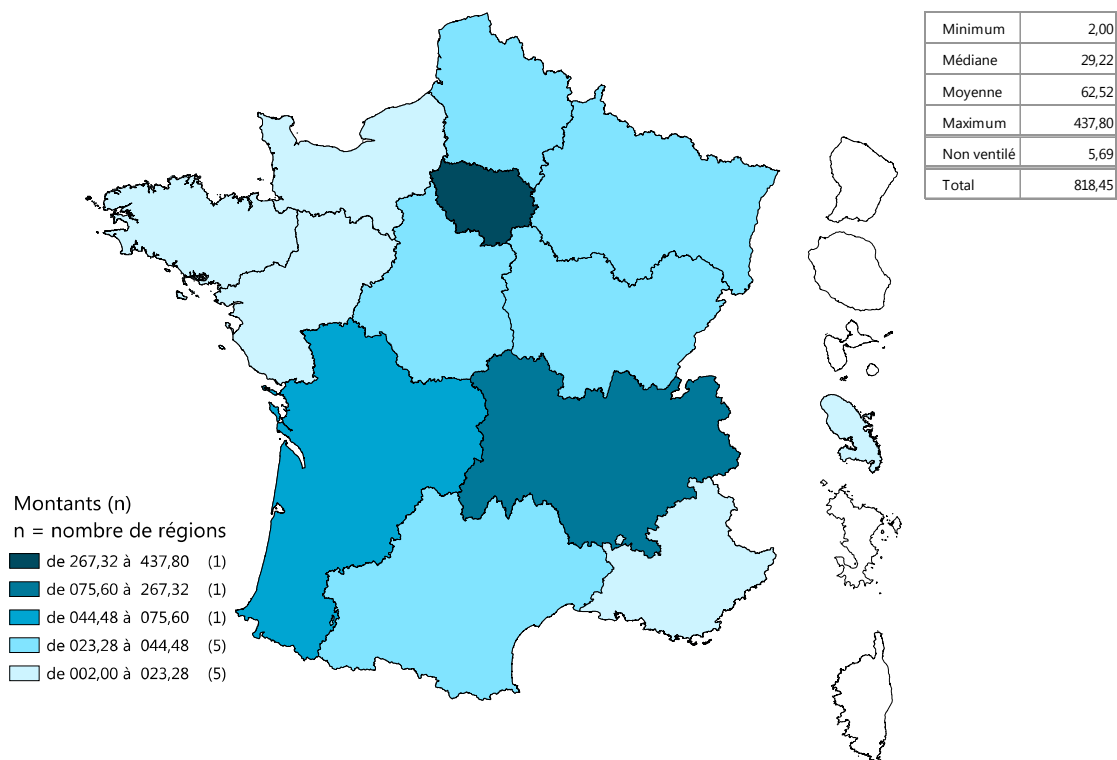 Minimum 2,00
Médiane 29,22
Moyenne 62,52
Maximum 437,80
Non ventilé 5,69
Total 818,45
Montants (n)
n = nombre de régions
de 267,32 à 437,80 (1)
de 075,60 à 267,32 (1)
de 044,48 à 075,60 (1)
de 023,28 à 044,48 (5)
de 002,00 à 023,28 (5)